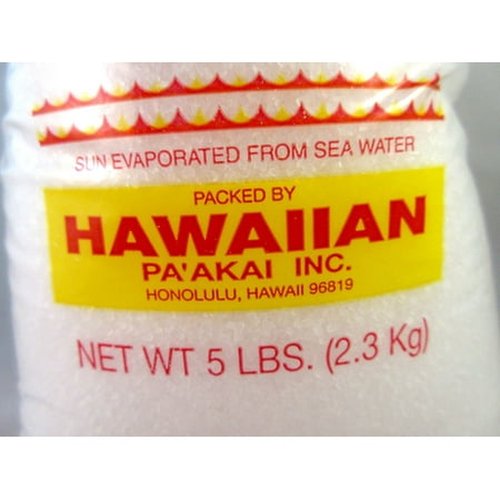 SUN EVAPORATED FROM SEA WATER
PACKED BY
HAWAIIAN
PA'AKAI INC.
HONOLULU, HAWAII 96819
NET WT 5 LBS. (2.3 Kg)